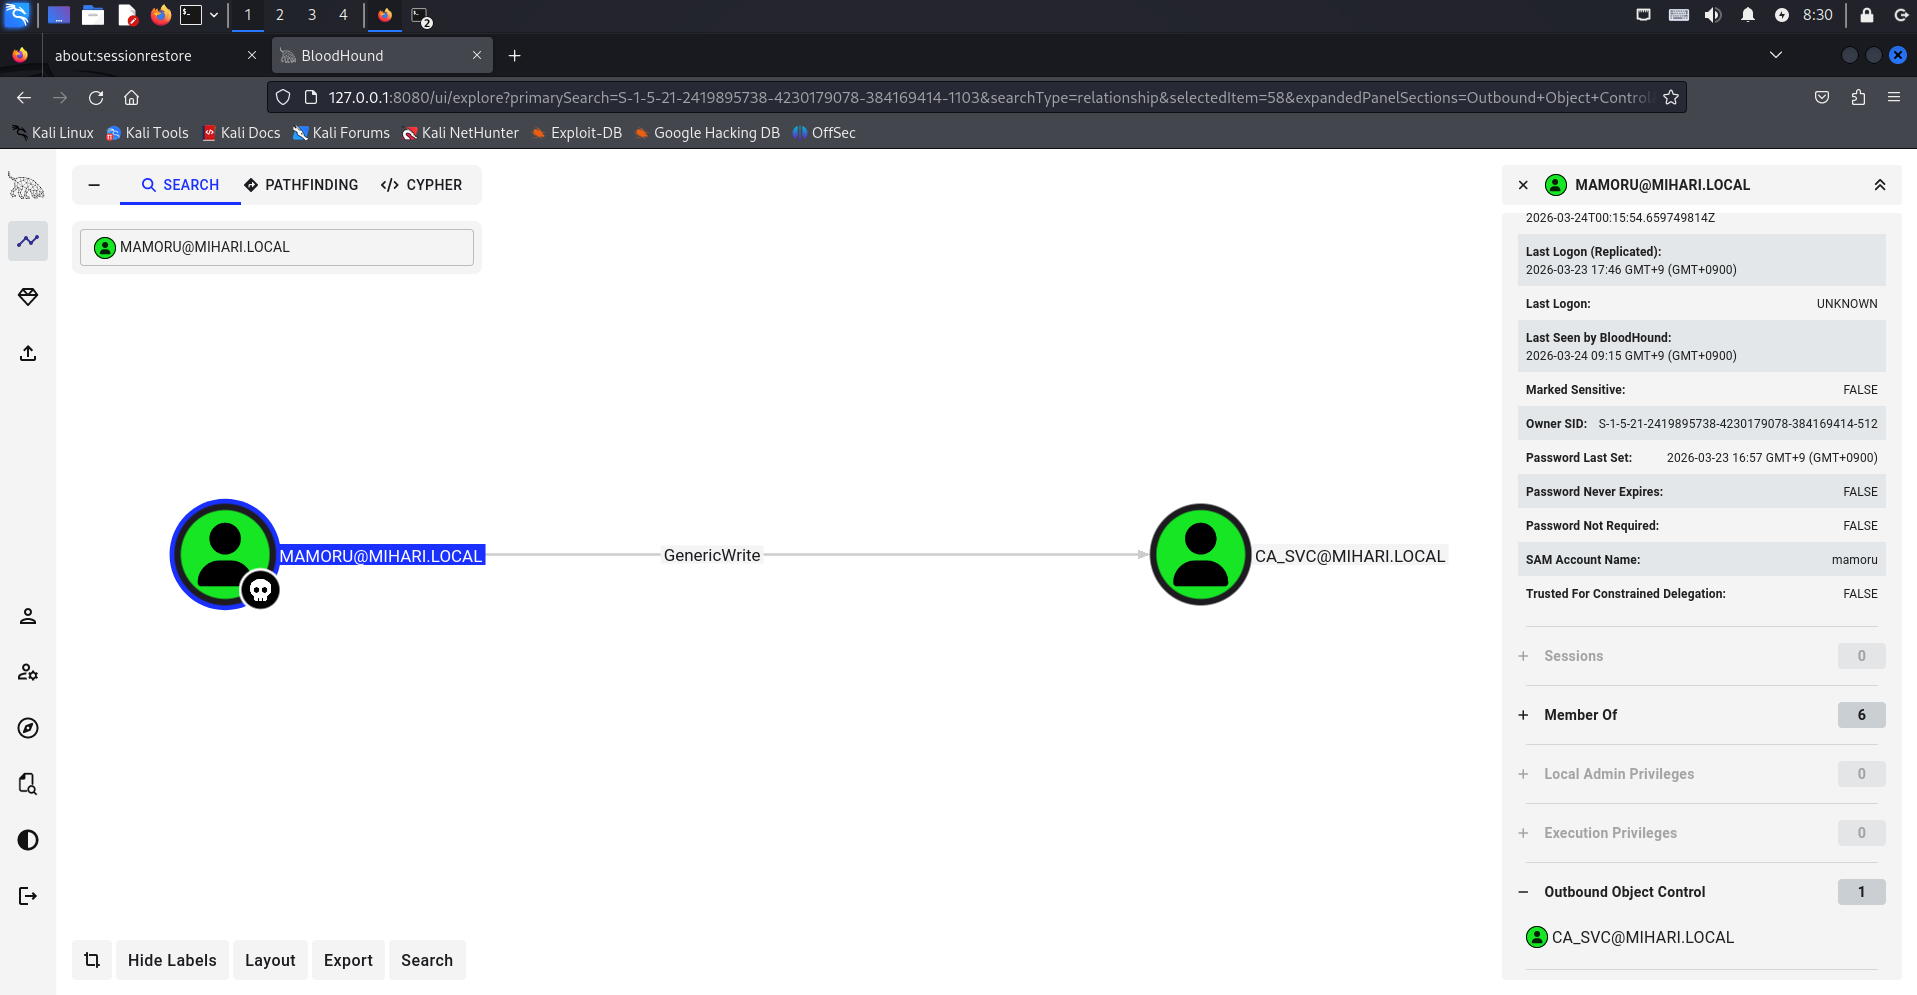 1 2 3 4
2
8:30
about:sessionrestore
BloodHound
127.0.0.1:8080/ui/explore?primarySearch=S-1-5-21-2419895738-4230179078-384169414-1103&searchType=relationship&selectedItem=58&expandedPanelSections=Outbound+Object+Control
Kali Linux
Kali Tools
Kali Docs
Kali Forums
Kali NetHunter
Exploit-DB
Google Hacking DB
OffSec
SEARCH
PATHFINDING
CYPHER
MAMORU@MIHARI.LOCAL
MAMORU@MIHARI.LOCAL
GenericWrite
CA_SVC@MIHARI.LOCAL
Hide Labels
Layout
Export
Search
MAMORU@MIHARI.LOCAL
2026-03-24T00:15:54.659749814Z
Last Logon (Replicated):
2026-03-23 17:46 GMT+9 (GMT+0900)
Last Logon: UNKNOWN
Last Seen by BloodHound:
2026-03-24 09:15 GMT+9 (GMT+0900)
Marked Sensitive: FALSE
Owner SID: S-1-5-21-2419895738-4230179078-384169414-512
Password Last Set: 2026-03-23 16:57 GMT+9 (GMT+0900)
Password Never Expires: FALSE
Password Not Required: FALSE
SAM Account Name: mamoru
Trusted For Constrained Delegation: FALSE
+ Sessions 0
+ Member Of 6
+ Local Admin Privileges 0
+ Execution Privileges 0
− Outbound Object Control 1
CA_SVC@MIHARI.LOCAL